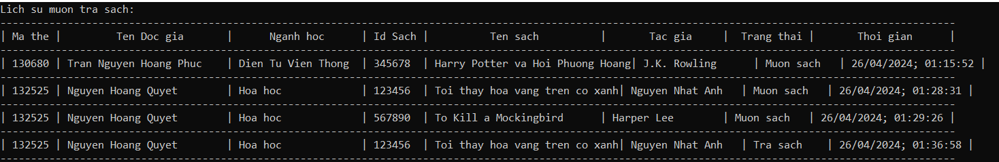 Lich su muon tra sach:
-----------------------------------------------------------------------------------------------------------------------------------------------------------
| Ma the |         Ten Doc gia       |      Nganh hoc      | Id Sach |          Ten sach          |       Tac gia     |  Trang thai |       Thoi gian      |
-----------------------------------------------------------------------------------------------------------------------------------------------------------
| 130680 | Tran Nguyen Hoang Phuc    | Dien Tu Vien Thong  | 345678  | Harry Potter va Hoi Phuong Hoang| J.K. Rowling      | Muon sach   | 26/04/2024; 01:15:52 |
-----------------------------------------------------------------------------------------------------------------------------------------------------------
| 132525 | Nguyen Hoang Quyet        | Hoa hoc             | 123456  | Toi thay hoa vang tren co xanh| Nguyen Nhat Anh   | Muon sach   | 26/04/2024; 01:28:31 |
-----------------------------------------------------------------------------------------------------------------------------------------------------------
| 132525 | Nguyen Hoang Quyet        | Hoa hoc             | 567890  | To Kill a Mockingbird      | Harper Lee        | Muon sach   | 26/04/2024; 01:29:26 |
-----------------------------------------------------------------------------------------------------------------------------------------------------------
| 132525 | Nguyen Hoang Quyet        | Hoa hoc             | 123456  | Toi thay hoa vang tren co xanh| Nguyen Nhat Anh   | Tra sach    | 26/04/2024; 01:36:58 |
-----------------------------------------------------------------------------------------------------------------------------------------------------------